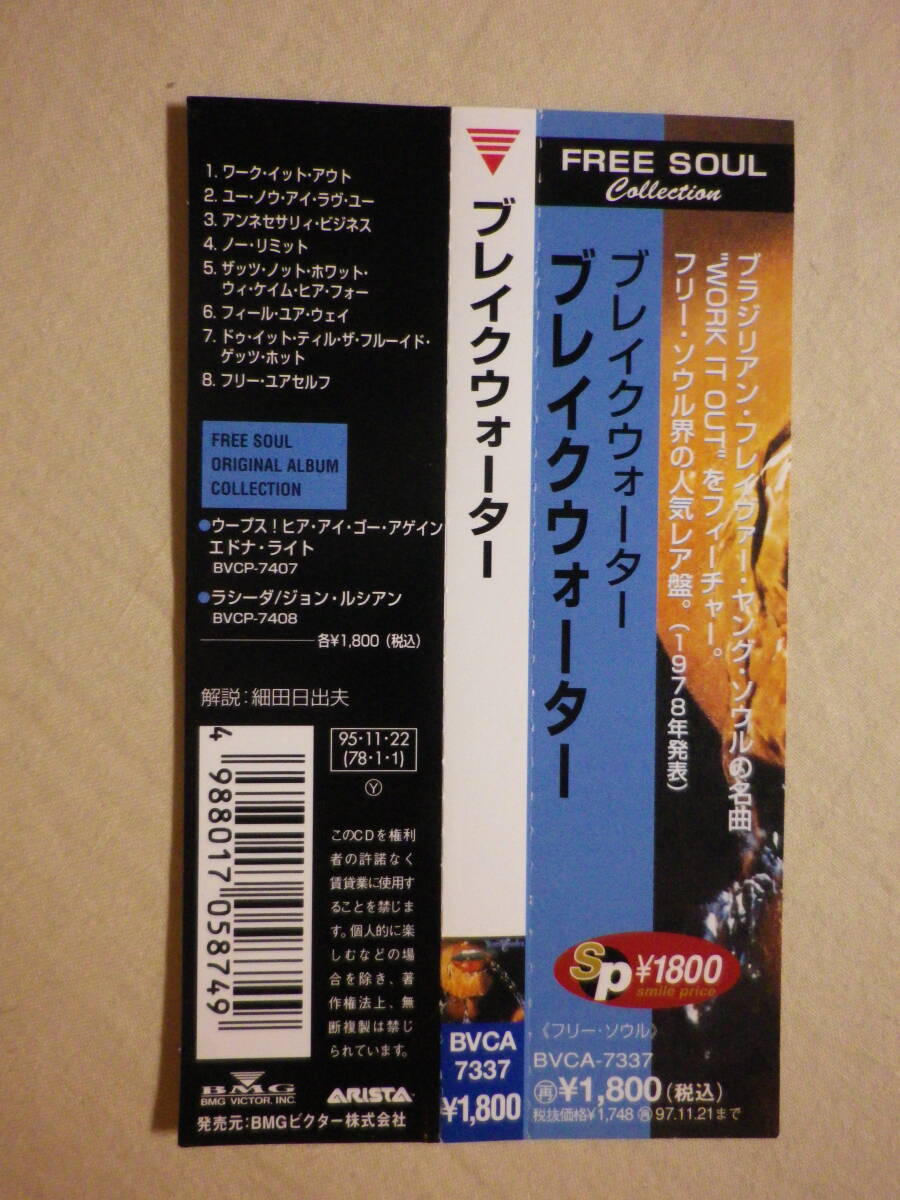 1. ワーク・イット・アウト
2. ユー・ノウ・アイ・ラヴ・ユー
3. アンネセサリィ・ビジネス
4. ノー・リミット
5. ザッツ・ノット・ホワット・
ウィ・ケイム・ヒア・フォー
6. フィール・ユア・ウェイ
7. ドゥ・イット・ティル・ザ・フルーイド・
ゲッツ・ホット
8. フリー・ユアセルフ
FREE SOUL
ORIGINAL ALBUM
COLLECTION
●ウープス!ヒア・アイ・ゴー・アゲイン
エドナ・ライト
BVCP-7407
●ラシーダ/ジョン・ルシアン
BVCP-7408
各¥1,800(税込)
解説:細田日出夫
4 988017 058749
95・11・22
(78・1・1)
Ⓨ
このCDを権利
者の許諾なく
賃貸業に使用す
ることを禁じま
す。個人的に楽
しむなどの場
合を除き、著
作権法上、無
断複製は禁じ
られています。
BMG
BMG VICTOR, INC.
ARISTA
発売元:BMGビクター株式会社
ブレイクウォーター
BVCA
7337
¥1,800
FREE SOUL
Collection
ブラジリアン・フレイヴァー・ヤング・ソウルの名曲
"WORK IT OUT"をフィーチャー。
フリー・ソウル界の人気レア盤。(1978年発表)
ブレイクウォーター
ブレイクウォーター
Sp ¥1800
smile price
《フリー・ソウル》
BVCA-7337
㊢¥1,800(税込)
税抜価格¥1,748 ㊢97.11.21まで